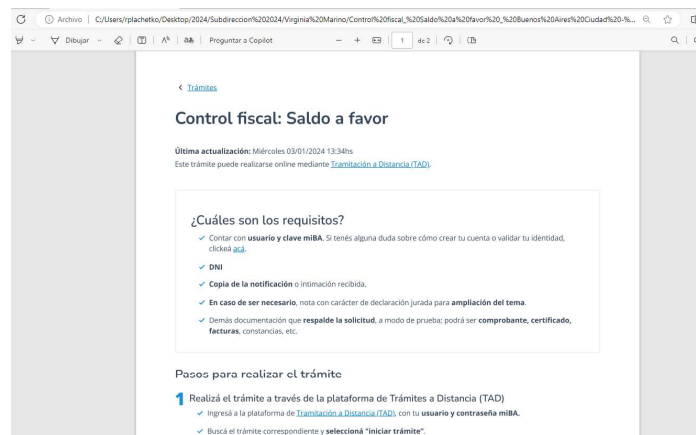 Archivo C:/Users/rplachetko/Desktop/2024/Subdireccion%202024/Virginia%20Marino/Control%20fiscal_%20Saldo%20a%20favor%20_%20Buenos%20Aires%20Ciudad%20-%...
Dibujar aあ Preguntar a Copilot 1 de 2
Trámites
Control fiscal: Saldo a favor
Última actualización: Miércoles 03/01/2024 13:34hs
Este trámite puede realizarse online mediante Tramitación a Distancia (TAD).
¿Cuáles son los requisitos?
Contar con usuario y clave miBA. Si tenés alguna duda sobre cómo crear tu cuenta o validar tu identidad,
clickeá acá.
DNI
Copia de la notificación o intimación recibida.
En caso de ser necesario, nota con carácter de declaración jurada para ampliación del tema.
Demás documentación que respalde la solicitud, a modo de prueba; podrá ser comprobante, certificado,
facturas, constancias, etc.
Pasos para realizar el trámite
1 Realizá el trámite a través de la plataforma de Trámites a Distancia (TAD)
Ingresá a la plataforma de Tramitación a Distancia (TAD), con tu usuario y contraseña miBA.
Buscá el trámite correspondiente y seleccioná “iniciar trámite”.